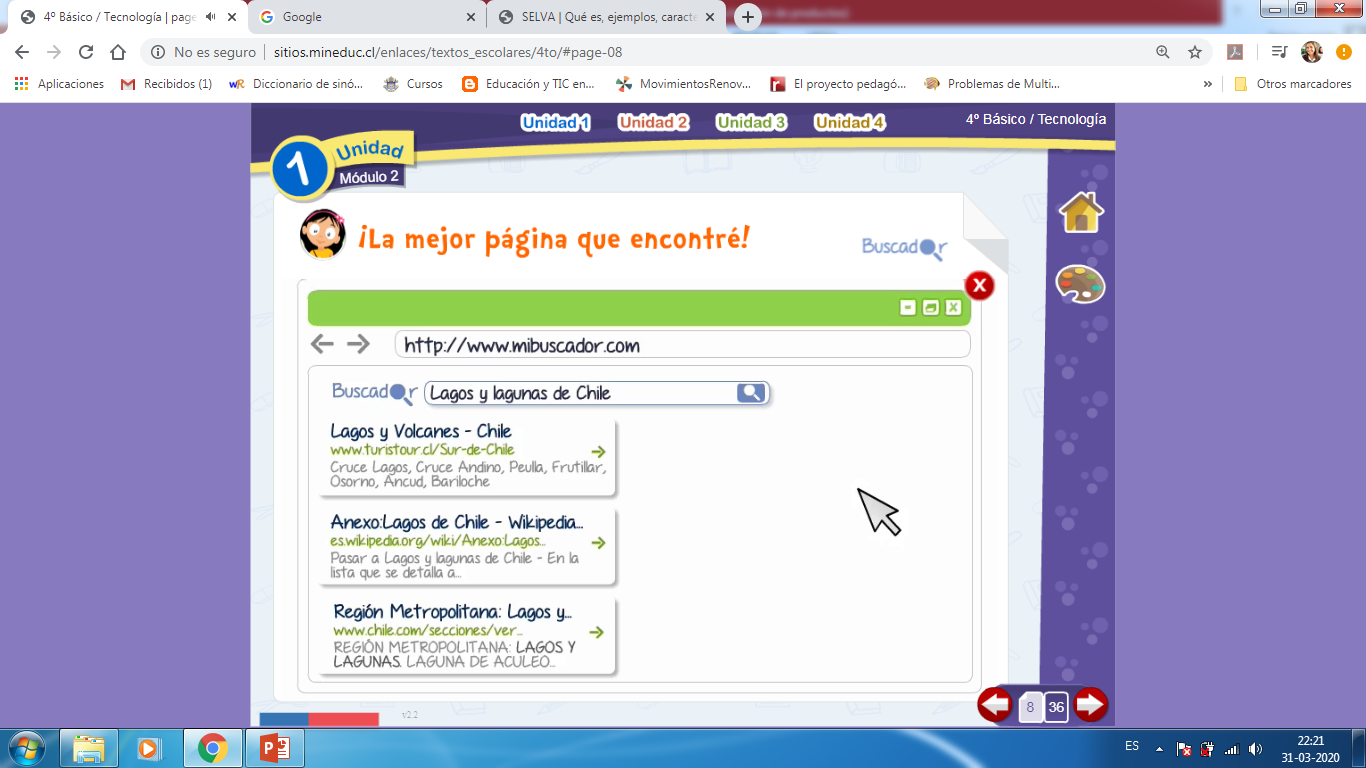 4º Básico / Tecnología | page
Google
SELVA | Qué es, ejemplos, caract
No es seguro | sitios.mineduc.cl/enlaces/textos_escolares/4to/#page-08
Aplicaciones
Recibidos (1)
Diccionario de sinó...
Cursos
Educación y TIC en...
MovimientosRenov...
El proyecto pedagó...
Problemas de Multi...
»
Otros marcadores
Unidad 1 Unidad 2 Unidad 3 Unidad 4
4º Básico / Tecnología
1 Unidad
Módulo 2
¡La mejor página que encontré!
Buscador
http://www.mibuscador.com
Buscador Lagos y lagunas de Chile
Lagos y Volcanes - Chile
www.turistour.cl/Sur-de-Chile
Cruce Lagos, Cruce Andino, Peulla, Frutillar,
Osorno, Ancud, Bariloche
Anexo:Lagos de Chile - Wikipedia...
es.wikipedia.org/wiki/Anexo:Lagos...
Pasar a Lagos y lagunas de Chile - En la
lista que se detalla a...
Región Metropolitana: Lagos y...
www.chile.com/secciones/ver...
REGIÓN METROPOLITANA: LAGOS Y
LAGUNAS. LAGUNA DE ACULEO...
8 36
v2.2
ES
22:21
31-03-2020